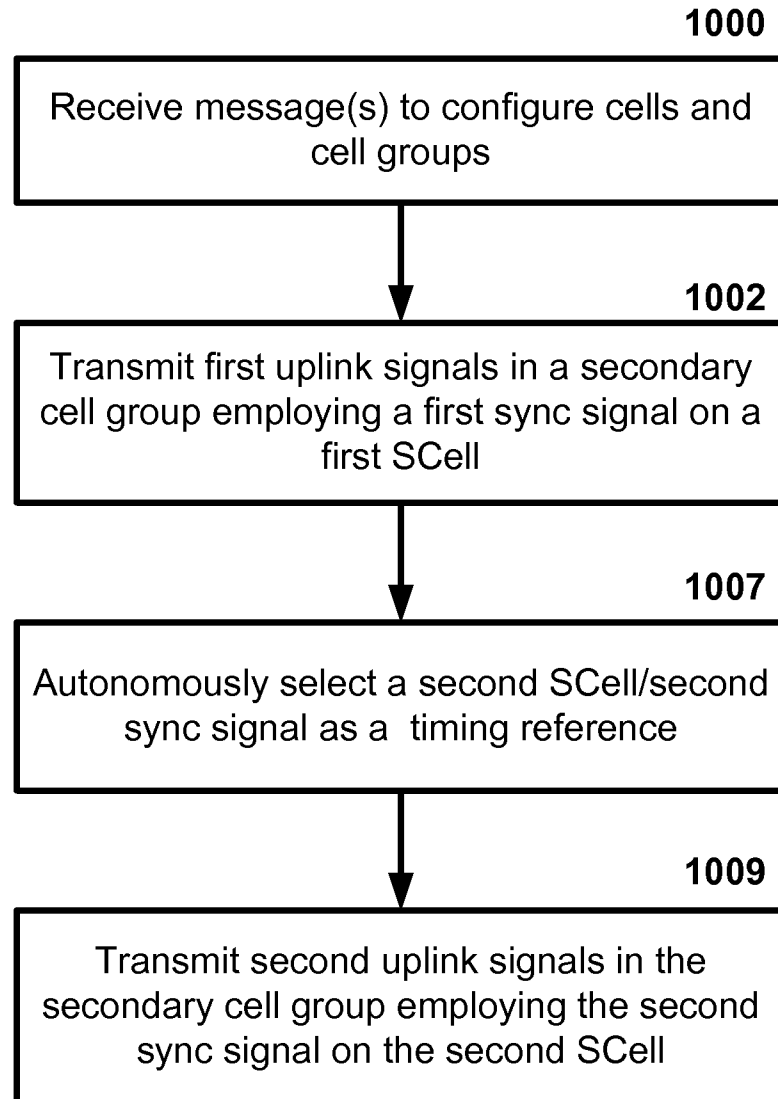 1000
Receive message(s) to configure cells and
cell groups
1002
Transmit first uplink signals in a secondary
cell group employing a first sync signal on a
first SCell
1007
Autonomously select a second SCell/second
sync signal as a timing reference
1009
Transmit second uplink signals in the
secondary cell group employing the second
sync signal on the second SCell